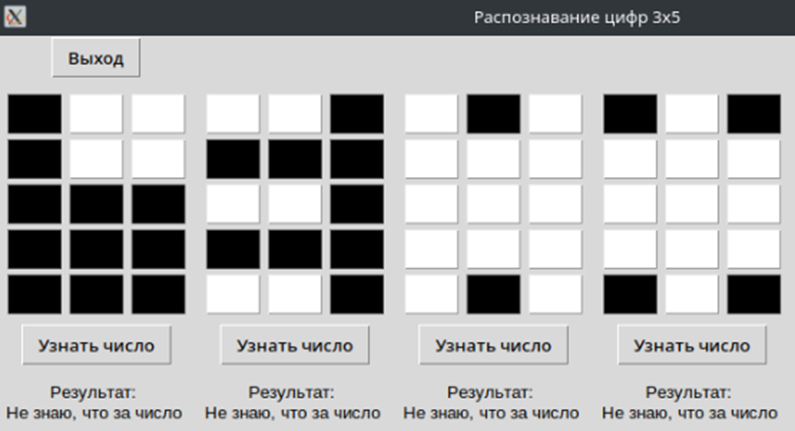 Распознавание цифр 3x5
Выход
Узнать число Узнать число Узнать число Узнать число
Результат: Результат: Результат: Результат:
Не знаю, что за число Не знаю, что за число Не знаю, что за число Не знаю, что за число